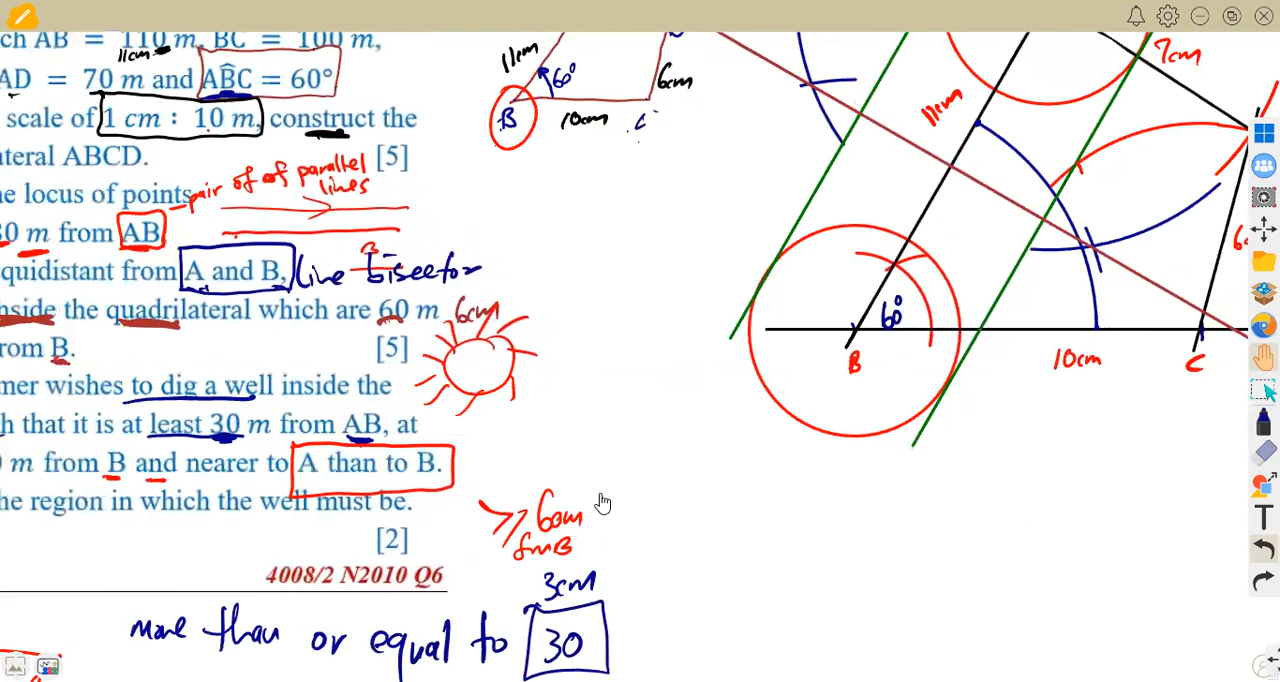 ch AB = 110 m, BC = 100 m,
11cm
AD = 70 m and AB̂C = 60°
scale of 1 cm : 10 m, construct the
ateral ABCD. [5]
he locus of points
pair of of parallel lines
30 m from AB
quidistant from A and B, line bisector
nside the quadrilateral which are 60 m 6cm
rom B. [5]
mer wishes to dig a well inside the
h that it is at least 30 m from AB, at
0 m from B and nearer to A than to B.
he region in which the well must be.
[2]
4008/2 N2010 Q6
more than or equal to 30
3cm
≥ 60m
from B
11cm
60°
B
10cm
C
6cm
11cm
7cm
60°
B
10cm
C
6c
T